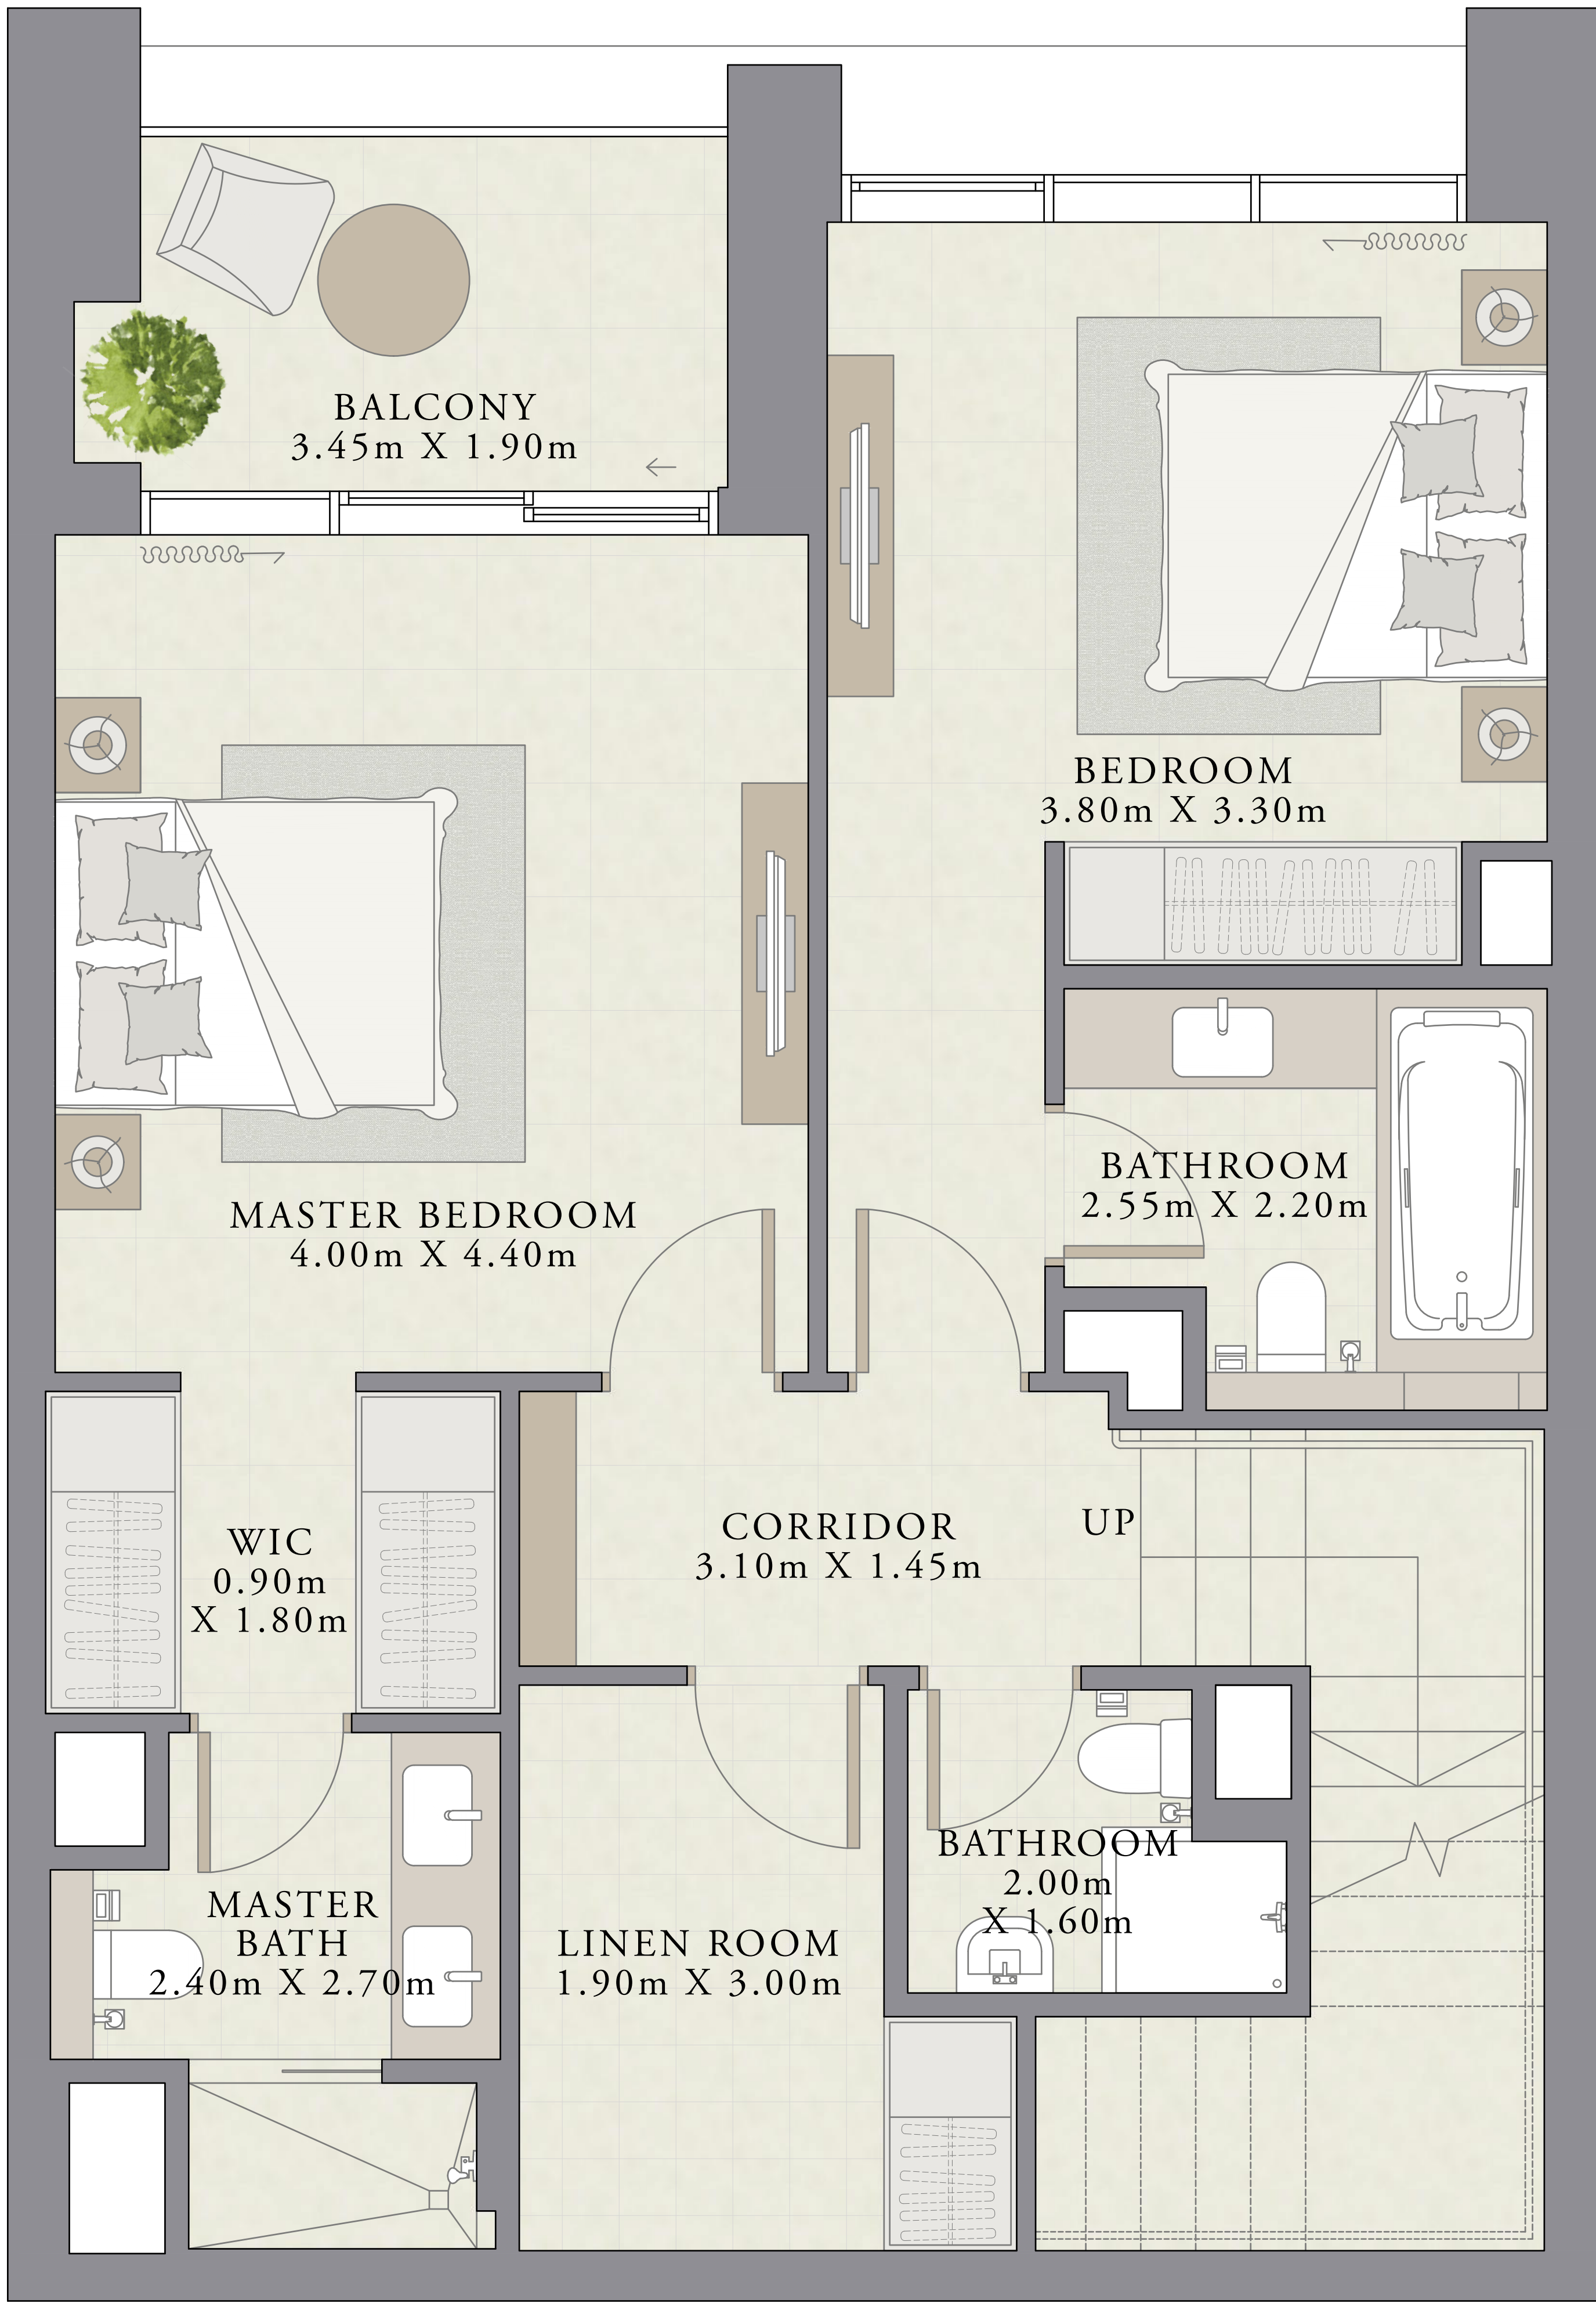 BALCONY
3.45m X 1.90m
BEDROOM
3.80m X 3.30m
BATHROOM
2.55m X 2.20m
MASTER BEDROOM
4.00m X 4.40m
WIC
0.90m
X 1.80m
CORRIDOR
3.10m X 1.45m
UP
BATHROOM
2.00m
X 1.60m
MASTER
BATH
2.40m X 2.70m
LINEN ROOM
1.90m X 3.00m